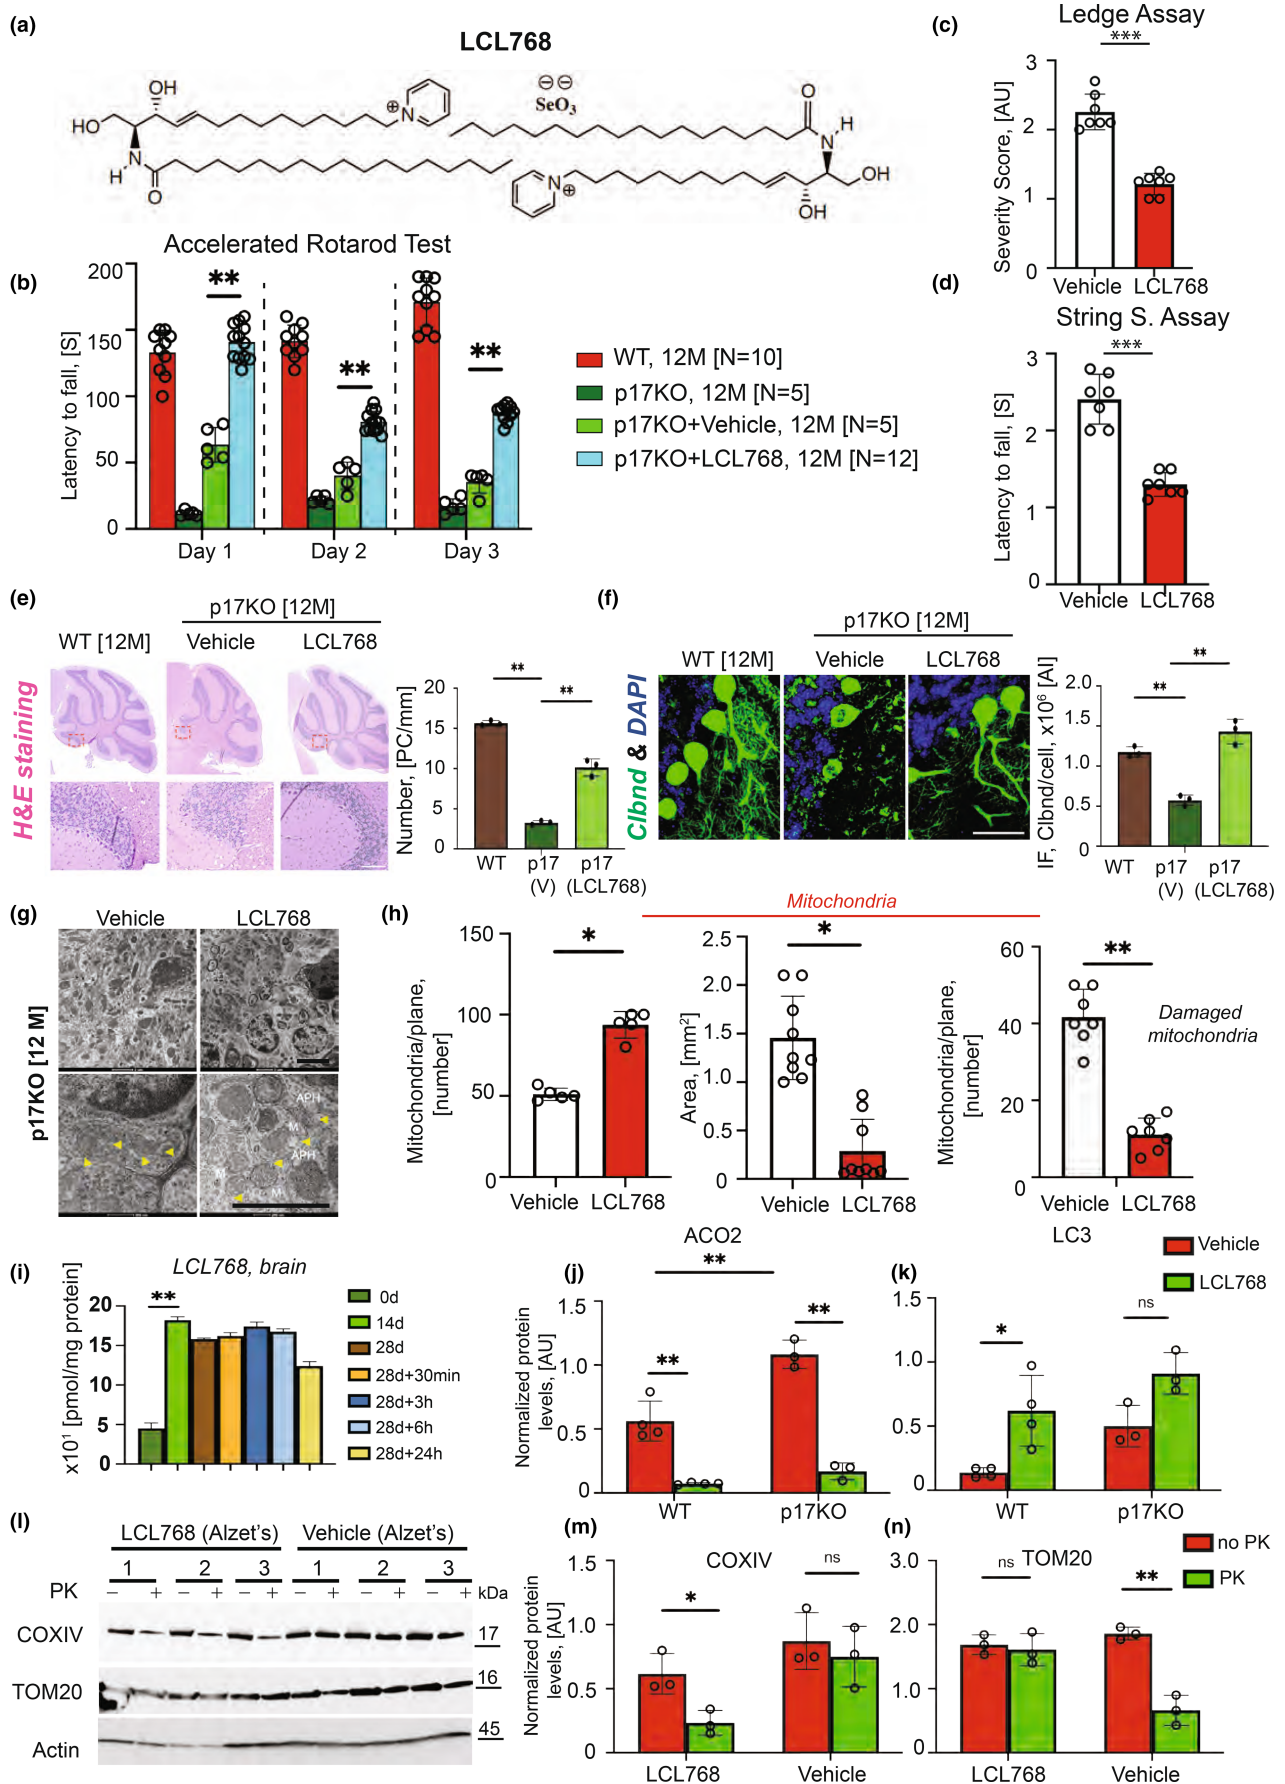 (a)
LCL768
OH
HO
N
H
O
N
⊕
⊖⊖
SeO3
O
H
N
OH
OH
N
⊕
(b)
Accelerated Rotarod Test
Latency to fall, [S]
200
150
100
50
0
**
**
**
Day 1
Day 2
Day 3
WT, 12M [N=10]
p17KO, 12M [N=5]
p17KO+Vehicle, 12M [N=5]
p17KO+LCL768, 12M [N=12]
(c)
Ledge Assay
***
Severity Score, [AU]
3
2
1
0
Vehicle LCL768
(d)
String S. Assay
***
Latency to fall, [S]
3
2
1
0
Vehicle LCL768
(e)
p17KO [12M]
WT [12M] Vehicle LCL768
H&E staining
Number, [PC/mm]
20
15
10
5
0
**
**
WT p17 p17
(V) (LCL768)
(f)
p17KO [12M]
WT [12M] Vehicle LCL768
Clbnd & DAPI
IF, Clbnd/cell, x10⁶ [AI]
2.0
1.5
1.0
0.5
0
**
**
WT p17 p17
(V) (LCL768)
(g)
Vehicle LCL768
p17KO [12 M]
APH
M
APH
M
M
(h)
Mitochondria
Mitochondria/plane, [number]
150
100
50
0
*
Vehicle LCL768
Area, [mm²]
2.5
2.0
1.5
1.0
0.5
0
*
Vehicle LCL768
Mitochondria/plane, [number]
60
40
20
0
**
Damaged
mitochondria
Vehicle LCL768
(i)
LCL768, brain
x10¹ [pmol/mg protein]
20
15
10
5
0
**
0d
14d
28d
28d+30min
28d+3h
28d+6h
28d+24h
(j)
ACO2
Normalized protein levels, [AU]
1.5
1.0
0.5
0
**
**
**
WT p17KO
(k)
LC3
Vehicle
LCL768
1.5
1.0
0.5
0
*
ns
WT p17KO
(l)
LCL768 (Alzet's) Vehicle (Alzet's)
1 2 3 1 2 3
PK − + − + − + − + − + − + kDa
COXIV 17
TOM20 16
Actin 45
(m)
COXIV
Normalized protein levels, [AU]
1.5
1.0
0.5
0
*
ns
LCL768 Vehicle
(n)
TOM20
no PK
PK
3.0
2.0
1.0
0
ns
**
LCL768 Vehicle